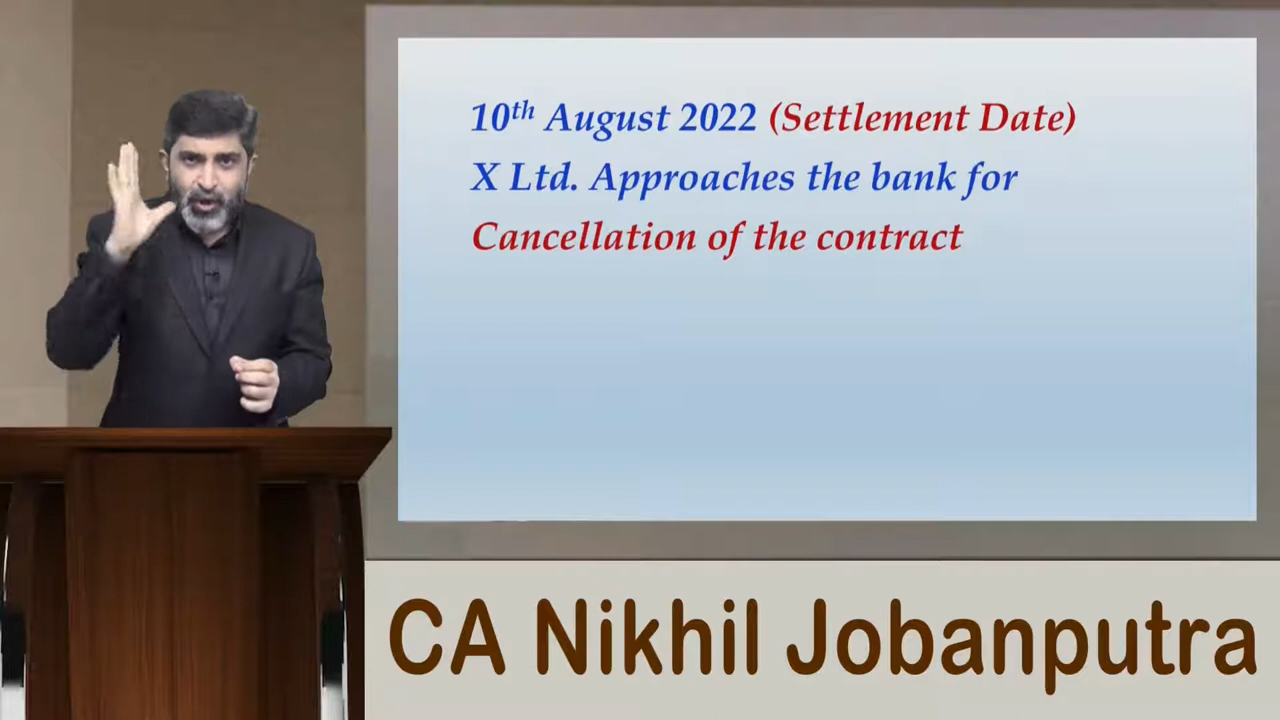 10th August 2022 (Settlement Date)
X Ltd. Approaches the bank for
Cancellation of the contract
CA Nikhil Jobanputra